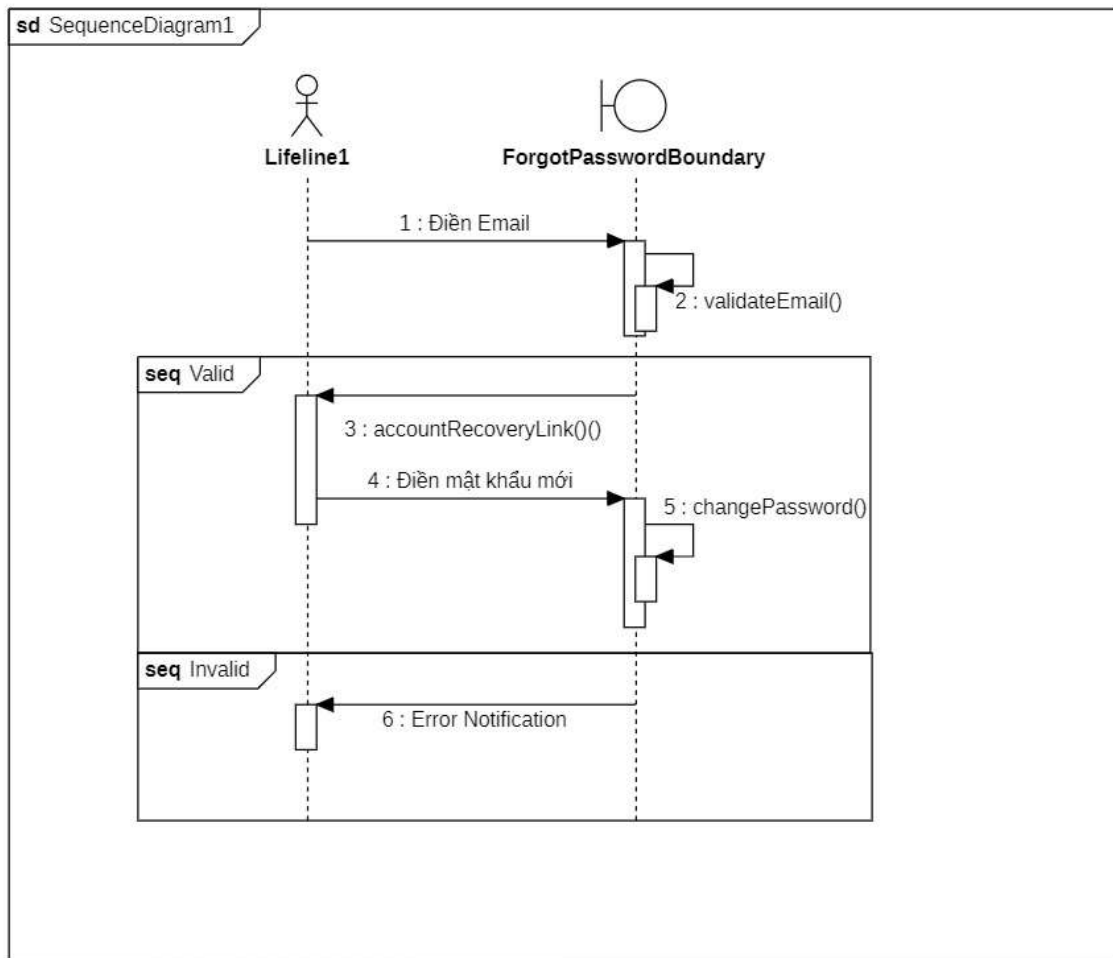 sd SequenceDiagram1
Lifeline1
ForgotPasswordBoundary
1 : Điền Email
2 : validateEmail()
seq Valid
3 : accountRecoveryLink()()
4 : Điền mật khẩu mới
5 : changePassword()
seq Invalid
6 : Error Notification